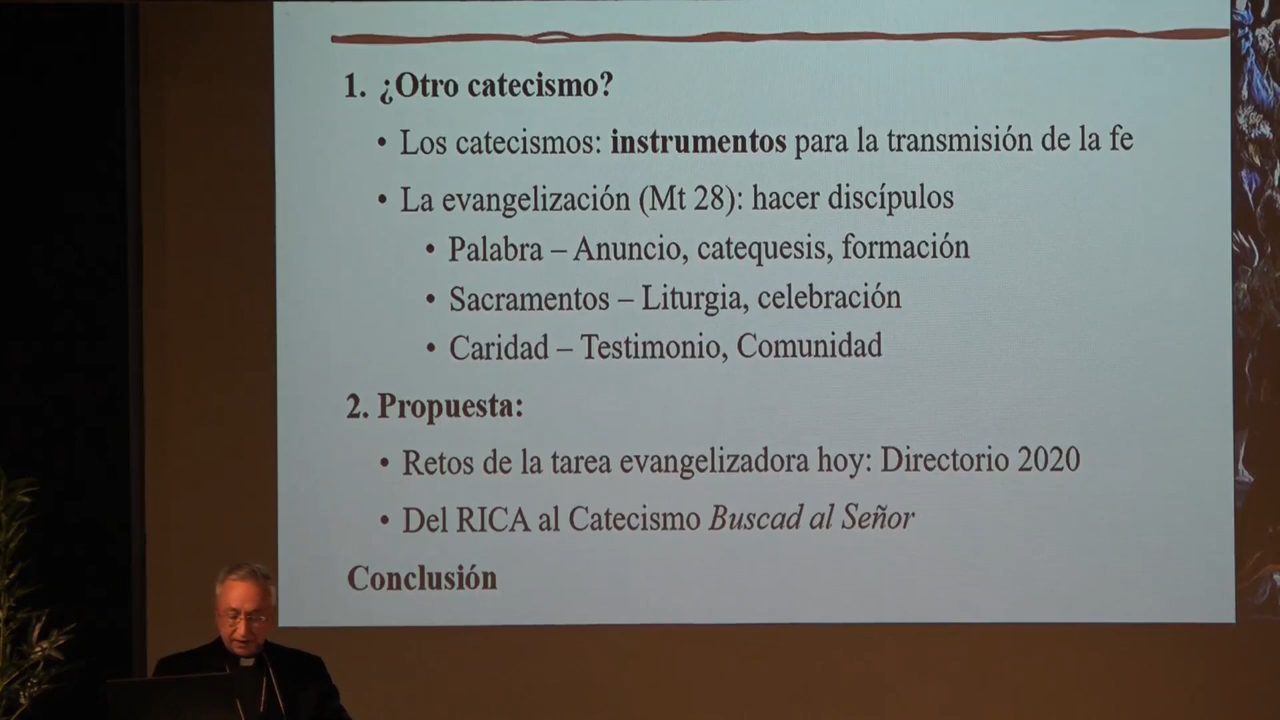 1. ¿Otro catecismo?
• Los catecismos: instrumentos para la transmisión de la fe
• La evangelización (Mt 28): hacer discípulos
• Palabra – Anuncio, catequesis, formación
• Sacramentos – Liturgia, celebración
• Caridad – Testimonio, Comunidad
2. Propuesta:
• Retos de la tarea evangelizadora hoy: Directorio 2020
• Del RICA al Catecismo Buscad al Señor
Conclusión